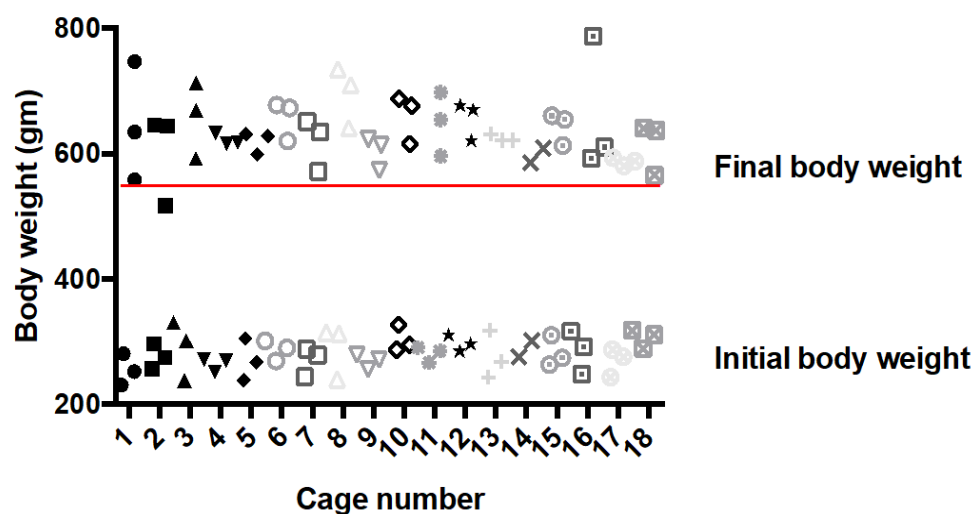 Body weight (gm)
800
600
400
200
Final body weight
Initial body weight
1 2 3 4 5 6 7 8 9 10 11 12 13 14 15 16 17 18
Cage number